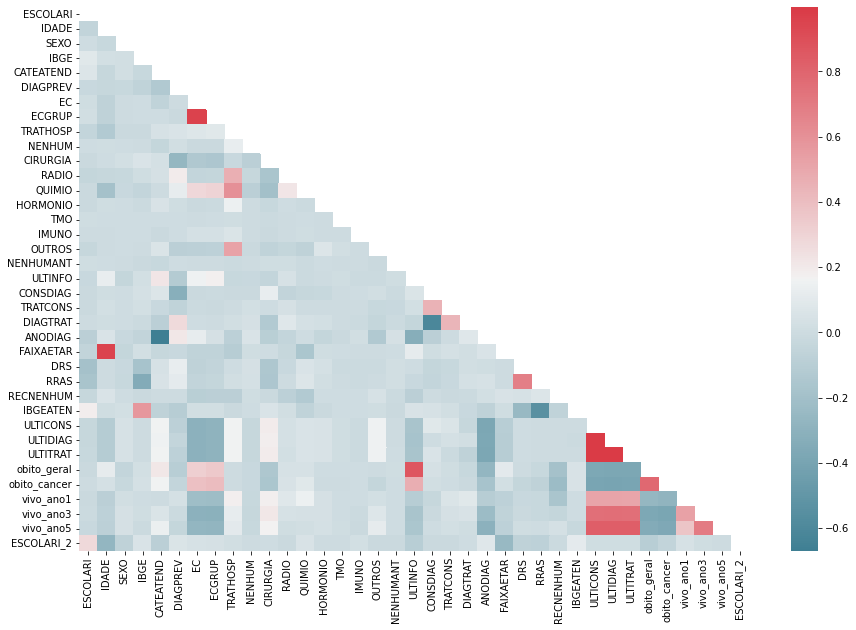 ESCOLARI
IDADE
SEXO
IBGE
CATEATEND
DIAGPREV
EC
ECGRUP
TRATHOSP
NENHUM
CIRURGIA
RADIO
QUIMIO
HORMONIO
TMO
IMUNO
OUTROS
NENHUMANT
ULTINFO
CONSDIAG
TRATCONS
DIAGTRAT
ANODIAG
FAIXAETAR
DRS
RRAS
RECNENHUM
IBGEATEN
ULTICONS
ULTIDIAG
ULTITRAT
obito_geral
obito_cancer
vivo_ano1
vivo_ano3
vivo_ano5
ESCOLARI_2
ESCOLARI
IDADE
SEXO
IBGE
CATEATEND
DIAGPREV
EC
ECGRUP
TRATHOSP
NENHUM
CIRURGIA
RADIO
QUIMIO
HORMONIO
TMO
IMUNO
OUTROS
NENHUMANT
ULTINFO
CONSDIAG
TRATCONS
DIAGTRAT
ANODIAG
FAIXAETAR
DRS
RRAS
RECNENHUM
IBGEATEN
ULTICONS
ULTIDIAG
ULTITRAT
obito_geral
obito_cancer
vivo_ano1
vivo_ano3
vivo_ano5
ESCOLARI_2
0.8
0.6
0.4
0.2
0.0
−0.2
−0.4
−0.6